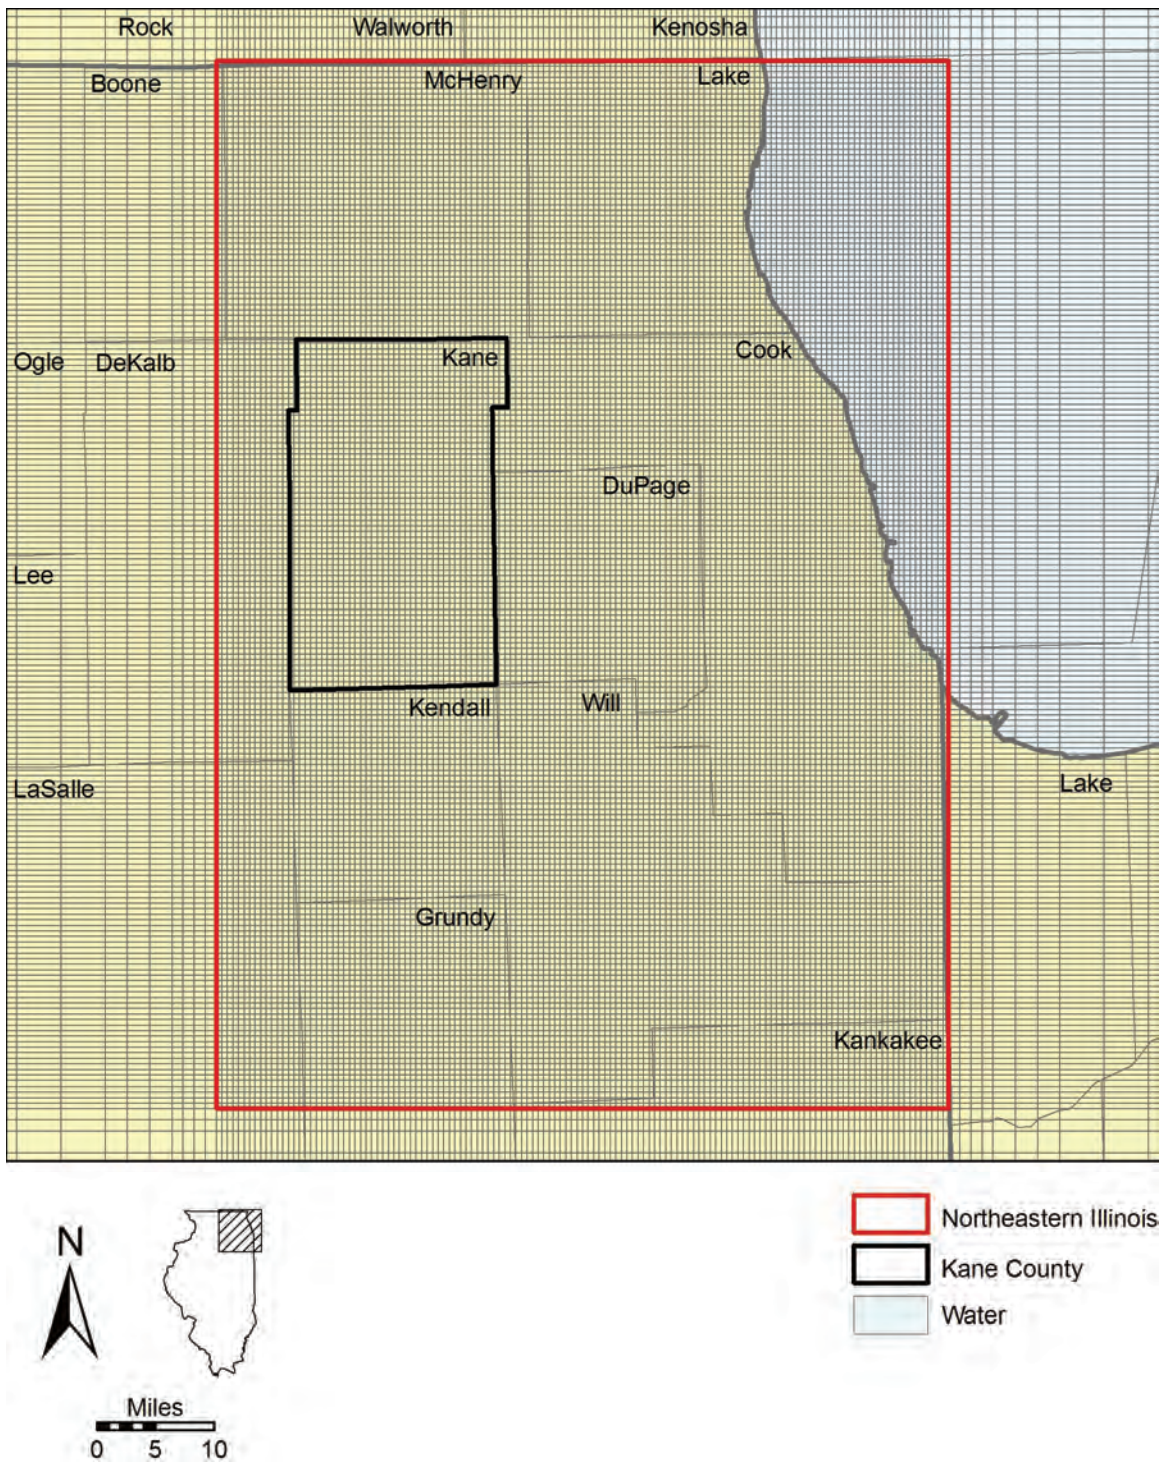 Rock Walworth Kenosha
Boone McHenry Lake
Ogle DeKalb Kane Cook
DuPage
Lee
Kendall Will
LaSalle Lake
Grundy
Kankakee
N
Northeastern Illinois
Kane County
Water
Miles
0 5 10